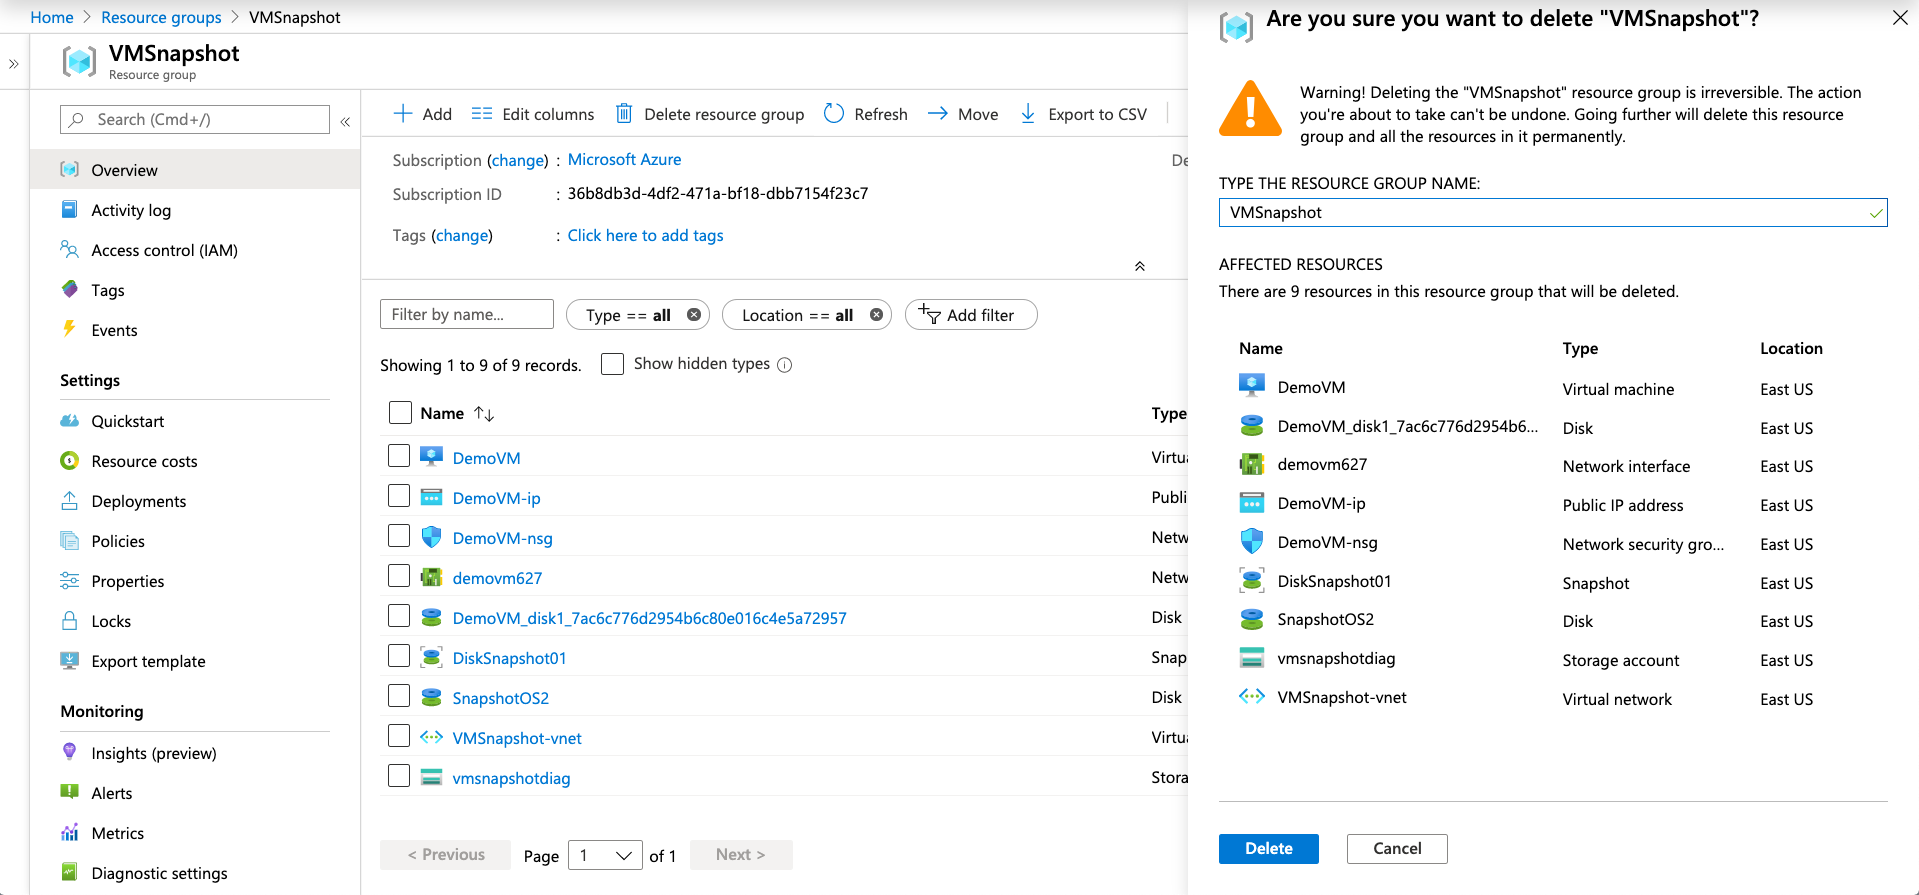 Home > Resource groups > VMSnapshot
VMSnapshot
Resource group
Search (Cmd+/)
Overview
Activity log
Access control (IAM)
Tags
Events
Settings
Quickstart
Resource costs
Deployments
Policies
Properties
Locks
Export template
Monitoring
Insights (preview)
Alerts
Metrics
Diagnostic settings
Add Edit columns Delete resource group Refresh Move Export to CSV
Subscription (change) : Microsoft Azure De
Subscription ID : 36b8db3d-4df2-471a-bf18-dbb7154f23c7
Tags (change) : Click here to add tags
Filter by name... Type == all Location == all Add filter
Showing 1 to 9 of 9 records. Show hidden types
Name Type
DemoVM Virtu
DemoVM-ip Publi
DemoVM-nsg Netw
demovm627 Netw
DemoVM_disk1_7ac6c776d2954b6c80e016c4e5a72957 Disk
DiskSnapshot01 Snap
SnapshotOS2 Disk
VMSnapshot-vnet Virtu
vmsnapshotdiag Stora
< Previous Page 1 of 1 Next >
Are you sure you want to delete "VMSnapshot"?
Warning! Deleting the "VMSnapshot" resource group is irreversible. The action
you're about to take can't be undone. Going further will delete this resource
group and all the resources in it permanently.
TYPE THE RESOURCE GROUP NAME:
VMSnapshot
AFFECTED RESOURCES
There are 9 resources in this resource group that will be deleted.
Name Type Location
DemoVM Virtual machine East US
DemoVM_disk1_7ac6c776d2954b6... Disk East US
demovm627 Network interface East US
DemoVM-ip Public IP address East US
DemoVM-nsg Network security gro... East US
DiskSnapshot01 Snapshot East US
SnapshotOS2 Disk East US
vmsnapshotdiag Storage account East US
VMSnapshot-vnet Virtual network East US
Delete Cancel